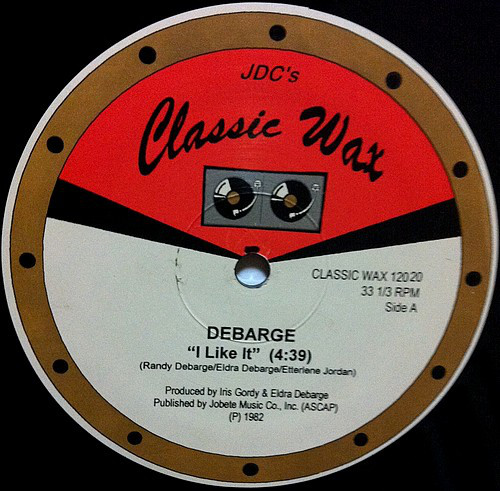 JDC's
Classic Wax
CLASSIC WAX 12020
33 1/3 RPM
Side A
DEBARGE
“I Like It” (4:39)
(Randy Debarge/Eldra Debarge/Etterlene Jordan)
Produced by Iris Gordy & Eldra Debarge
Published by Jobete Music Co., Inc. (ASCAP)
(P) 1982